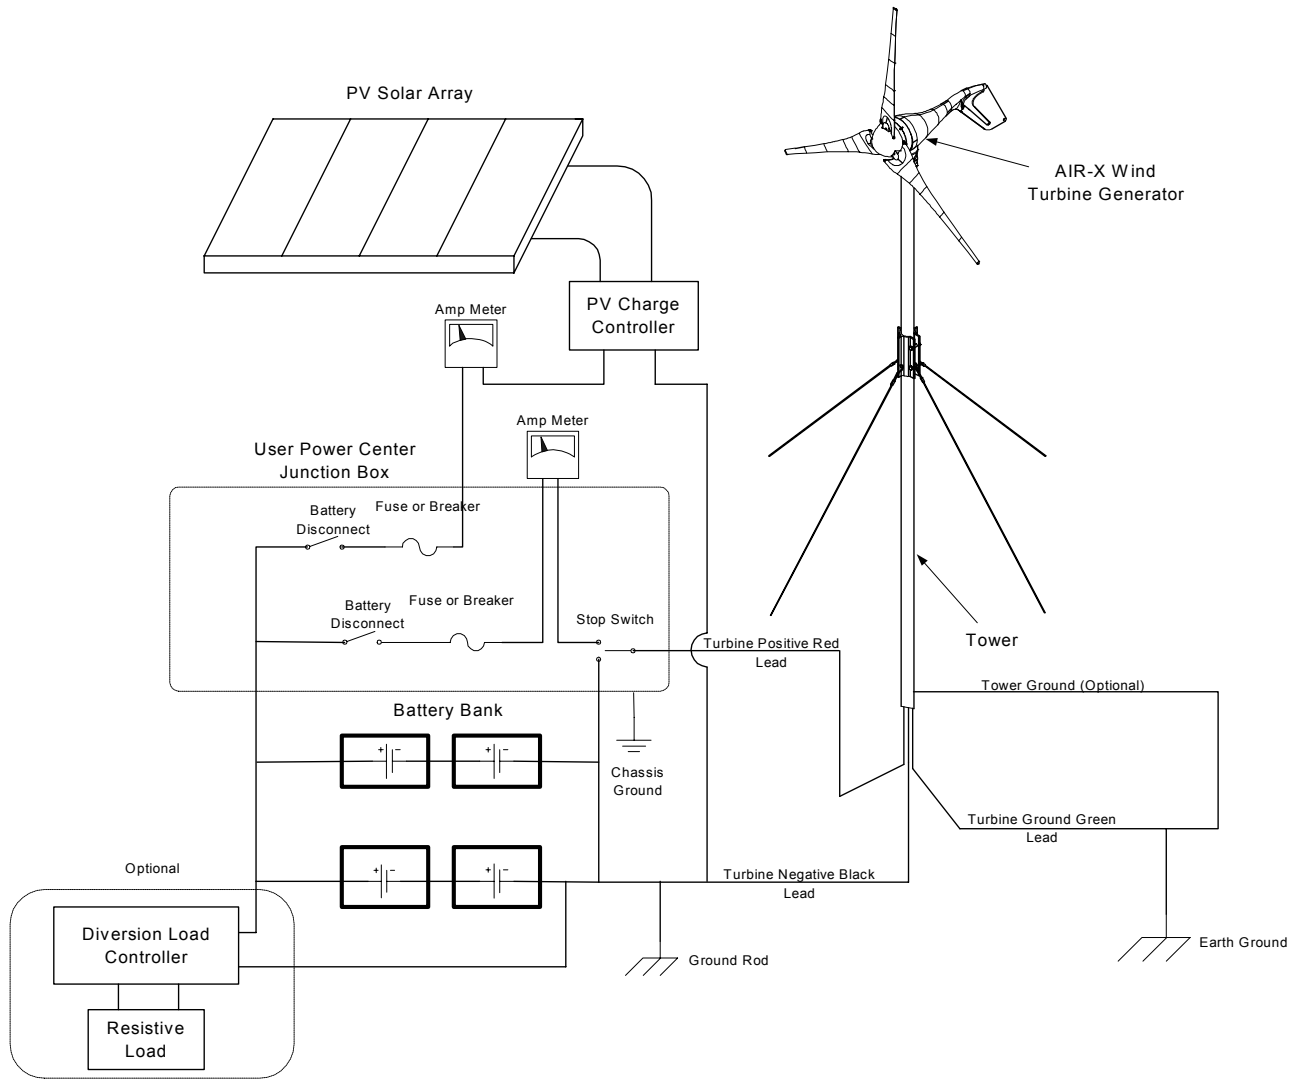 PV Solar Array
AIR-X Wind
Turbine Generator
PV Charge
Controller
Amp Meter
Amp Meter
User Power Center
Junction Box
Fuse or Breaker
Battery
Disconnect
Fuse or Breaker
Battery
Disconnect
Stop Switch
Turbine Positive Red
Lead
Tower
Tower Ground (Optional)
Battery Bank
+ −
+ −
Chassis
Ground
Turbine Ground Green
Lead
+ −
+ −
Optional
Turbine Negative Black
Lead
Diversion Load
Controller
Ground Rod
Earth Ground
Resistive
Load